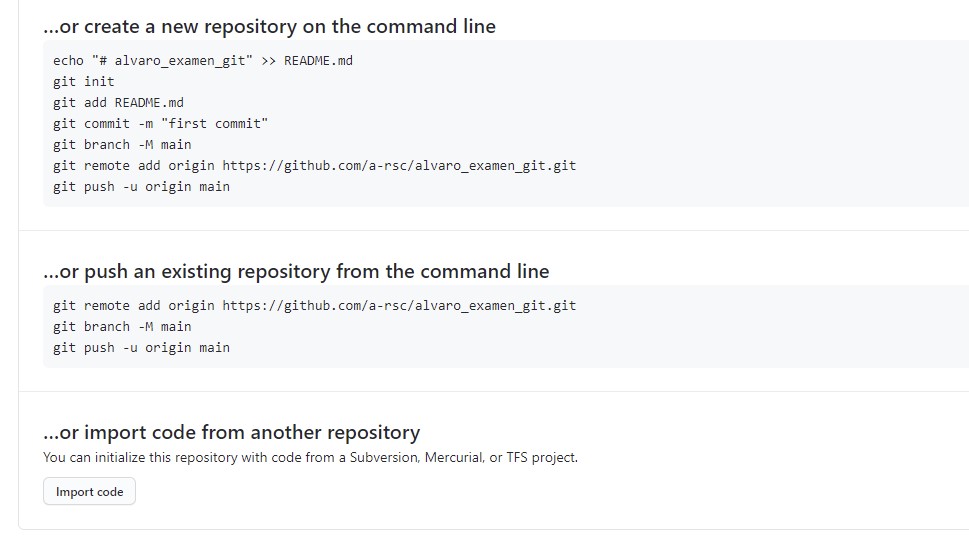 ...or create a new repository on the command line
echo "# alvaro_examen_git" >> README.md
git init
git add README.md
git commit -m "first commit"
git branch -M main
git remote add origin https://github.com/a-rsc/alvaro_examen_git.git
git push -u origin main
...or push an existing repository from the command line
git remote add origin https://github.com/a-rsc/alvaro_examen_git.git
git branch -M main
git push -u origin main
...or import code from another repository
You can initialize this repository with code from a Subversion, Mercurial, or TFS project.
Import code